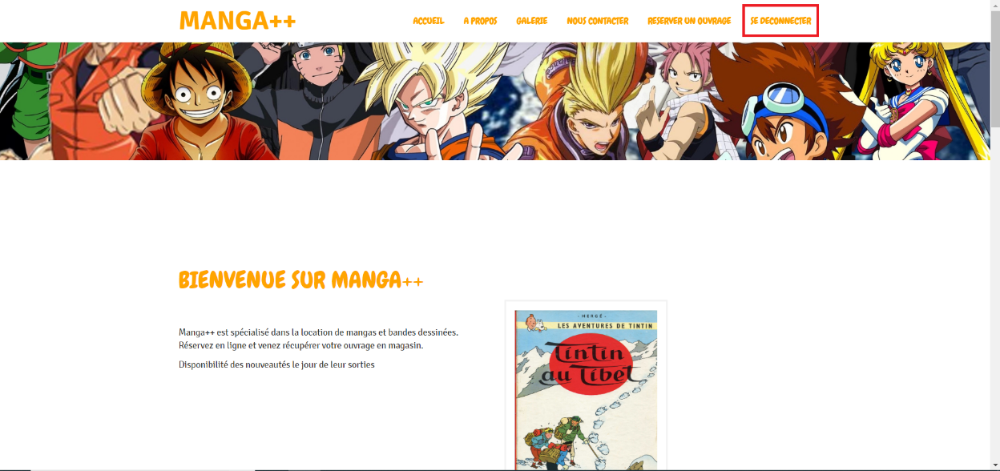 MANGA++
ACCUEIL A PROPOS GALERIE NOUS CONTACTER RESERVER UN OUVRAGE SE DECONNECTER
BIENVENUE SUR MANGA++
Manga++ est spécialisé dans la location de mangas et bandes dessinées.
Réservez en ligne et venez récupérer votre ouvrage en magasin.
Disponibilité des nouveautés le jour de leur sorties
- HERGÉ -
LES AVENTURES DE TINTIN
Tintin
au Tibet